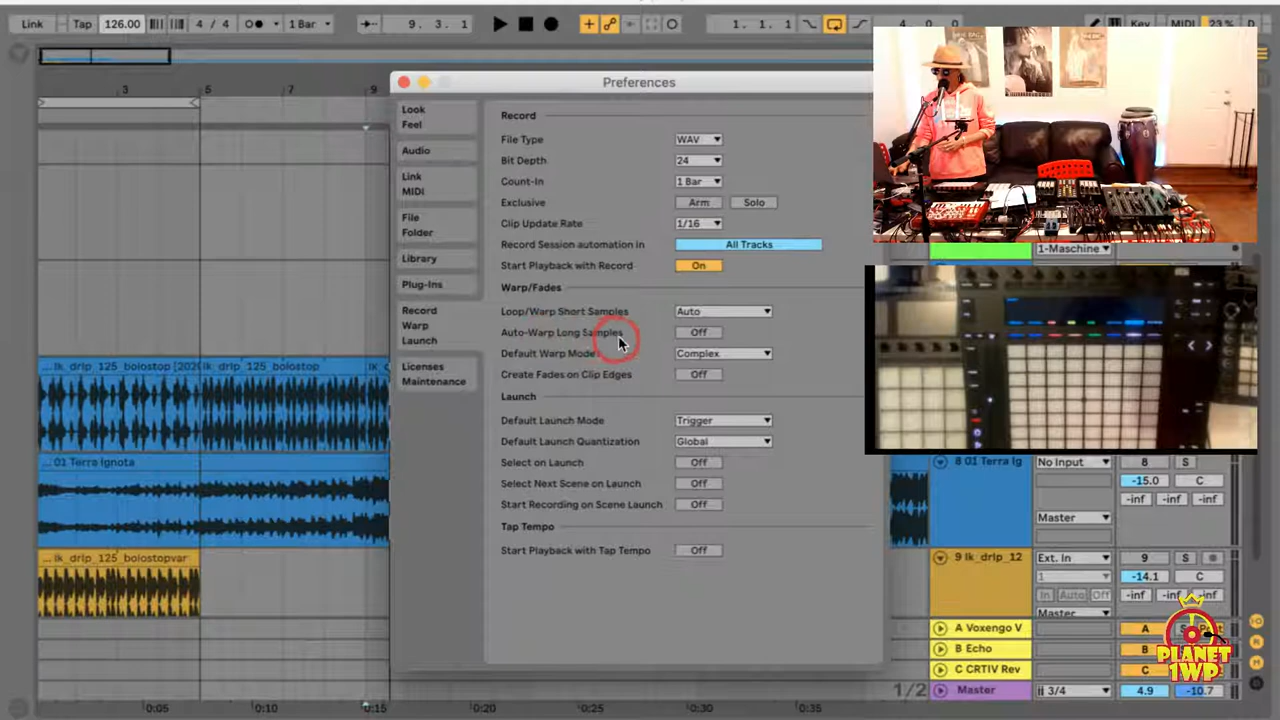 Link Tap 126.00 4 / 4 1 Bar 9. 3. 1 1. 1. 1 4. 0. 0 Key MIDI 23 % D
3 5 7 9
Preferences
Look
Feel
Audio
Link
MIDI
File
Folder
Library
Plug-Ins
Record
Warp
Launch
Licenses
Maintenance
Record
File Type WAV
Bit Depth 24
Count-In 1 Bar
Exclusive Arm Solo
Clip Update Rate 1/16
Record Session automation in All Tracks
Start Playback with Record On
Warp/Fades
Loop/Warp Short Samples Auto
Auto-Warp Long Samples Off
Default Warp Mode Complex
Create Fades on Clip Edges Off
Launch
Default Launch Mode Trigger
Default Launch Quantization Global
Select on Launch Off
Select Next Scene on Launch Off
Start Recording on Scene Launch Off
Tap Tempo
Start Playback with Tap Tempo Off
1-Maschine
... lk_drip_125_bolostop [202 lk_drip_125_bolostop lk_
... 01 Terra Ignota
... lk_drip_125_bolostopvar
8 01 Terra Ig No Input 8 S
-15.0 C
-inf -inf -inf
Master
9 lk_drip_12 Ext. In 9 S
1 -14.1 C
In Auto Off -inf -inf -inf
Master
A Voxengo V A S Post
B Echo B
C CRTIV Rev C
1/2 Master 3/4 4.9 -10.7
0:05 0:10 0:15 0:20 0:25 0:30 0:35
PLANET
1WP